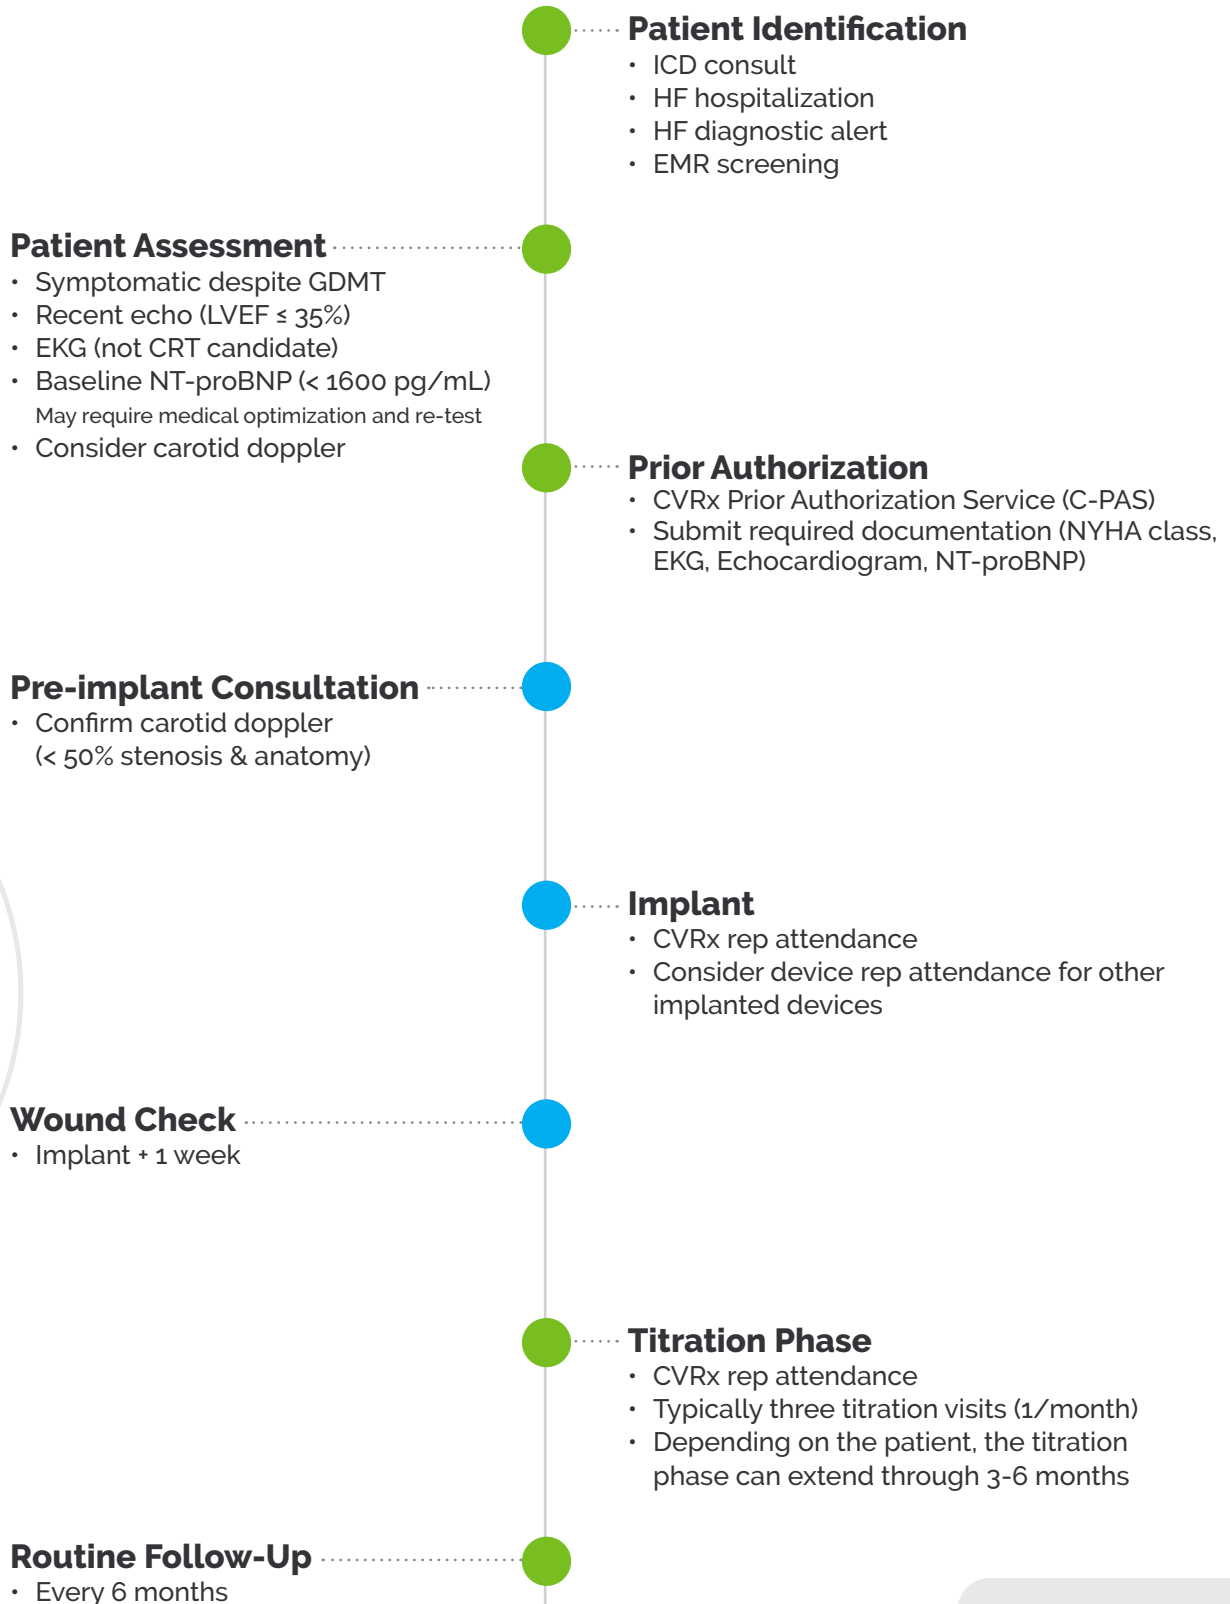 Patient Identification
• ICD consult
• HF hospitalization
• HF diagnostic alert
• EMR screening
Patient Assessment
• Symptomatic despite GDMT
• Recent echo (LVEF ≤ 35%)
• EKG (not CRT candidate)
• Baseline NT-proBNP (< 1600 pg/mL)
May require medical optimization and re-test
• Consider carotid doppler
Prior Authorization
• CVRx Prior Authorization Service (C-PAS)
• Submit required documentation (NYHA class,
EKG, Echocardiogram, NT-proBNP)
Pre-implant Consultation
• Confirm carotid doppler
(< 50% stenosis & anatomy)
Implant
• CVRx rep attendance
• Consider device rep attendance for other
implanted devices
Wound Check
• Implant + 1 week
Titration Phase
• CVRx rep attendance
• Typically three titration visits (1/month)
• Depending on the patient, the titration
phase can extend through 3-6 months
Routine Follow-Up
• Every 6 months